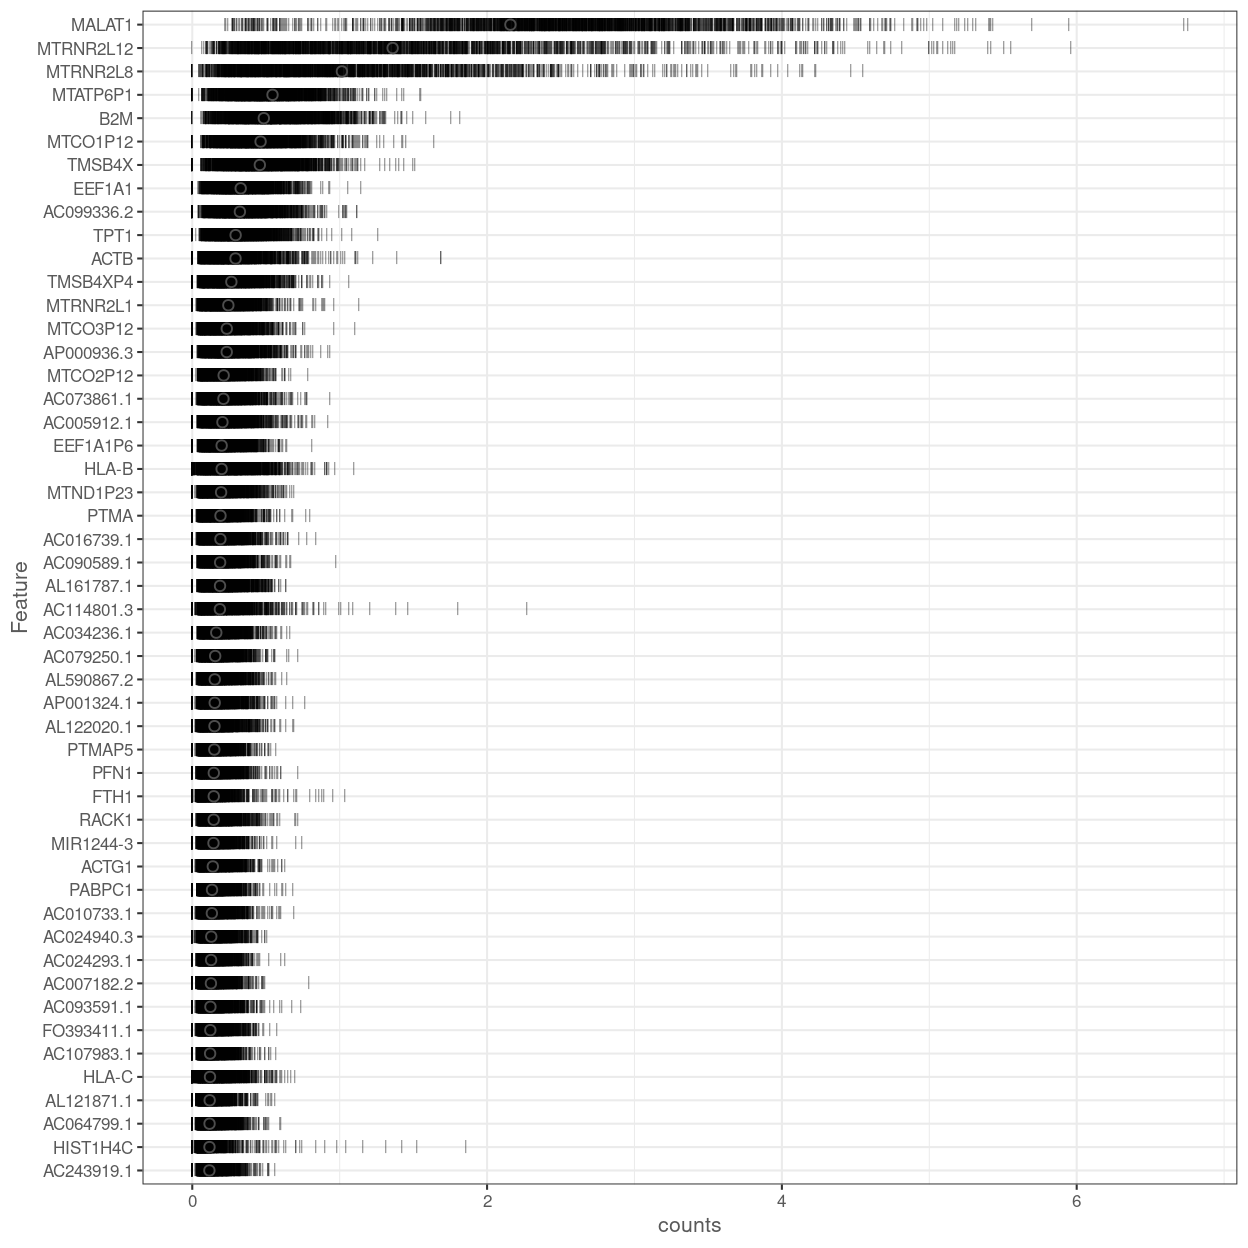 MALAT1
MTRNR2L12
MTRNR2L8
MTATP6P1
B2M
MTCO1P12
TMSB4X
EEF1A1
AC099336.2
TPT1
ACTB
TMSB4XP4
MTRNR2L1
MTCO3P12
AP000936.3
MTCO2P12
AC073861.1
AC005912.1
EEF1A1P6
HLA-B
MTND1P23
PTMA
AC016739.1
AC090589.1
AL161787.1
AC114801.3
AC034236.1
AC079250.1
AL590867.2
AP001324.1
AL122020.1
PTMAP5
PFN1
FTH1
RACK1
MIR1244-3
ACTG1
PABPC1
AC010733.1
AC024940.3
AC024293.1
AC007182.2
AC093591.1
FO393411.1
AC107983.1
HLA-C
AL121871.1
AC064799.1
HIST1H4C
AC243919.1
Feature
0 2 4 6
counts